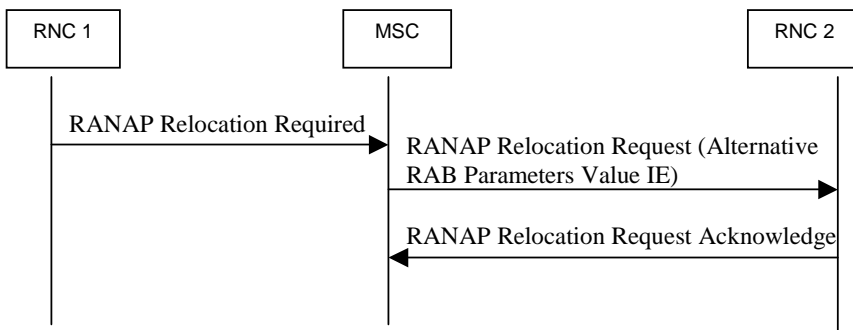 RNC 1
MSC
RNC 2
RANAP Relocation Required
RANAP Relocation Request (Alternative
RAB Parameters Value IE)
RANAP Relocation Request Acknowledge